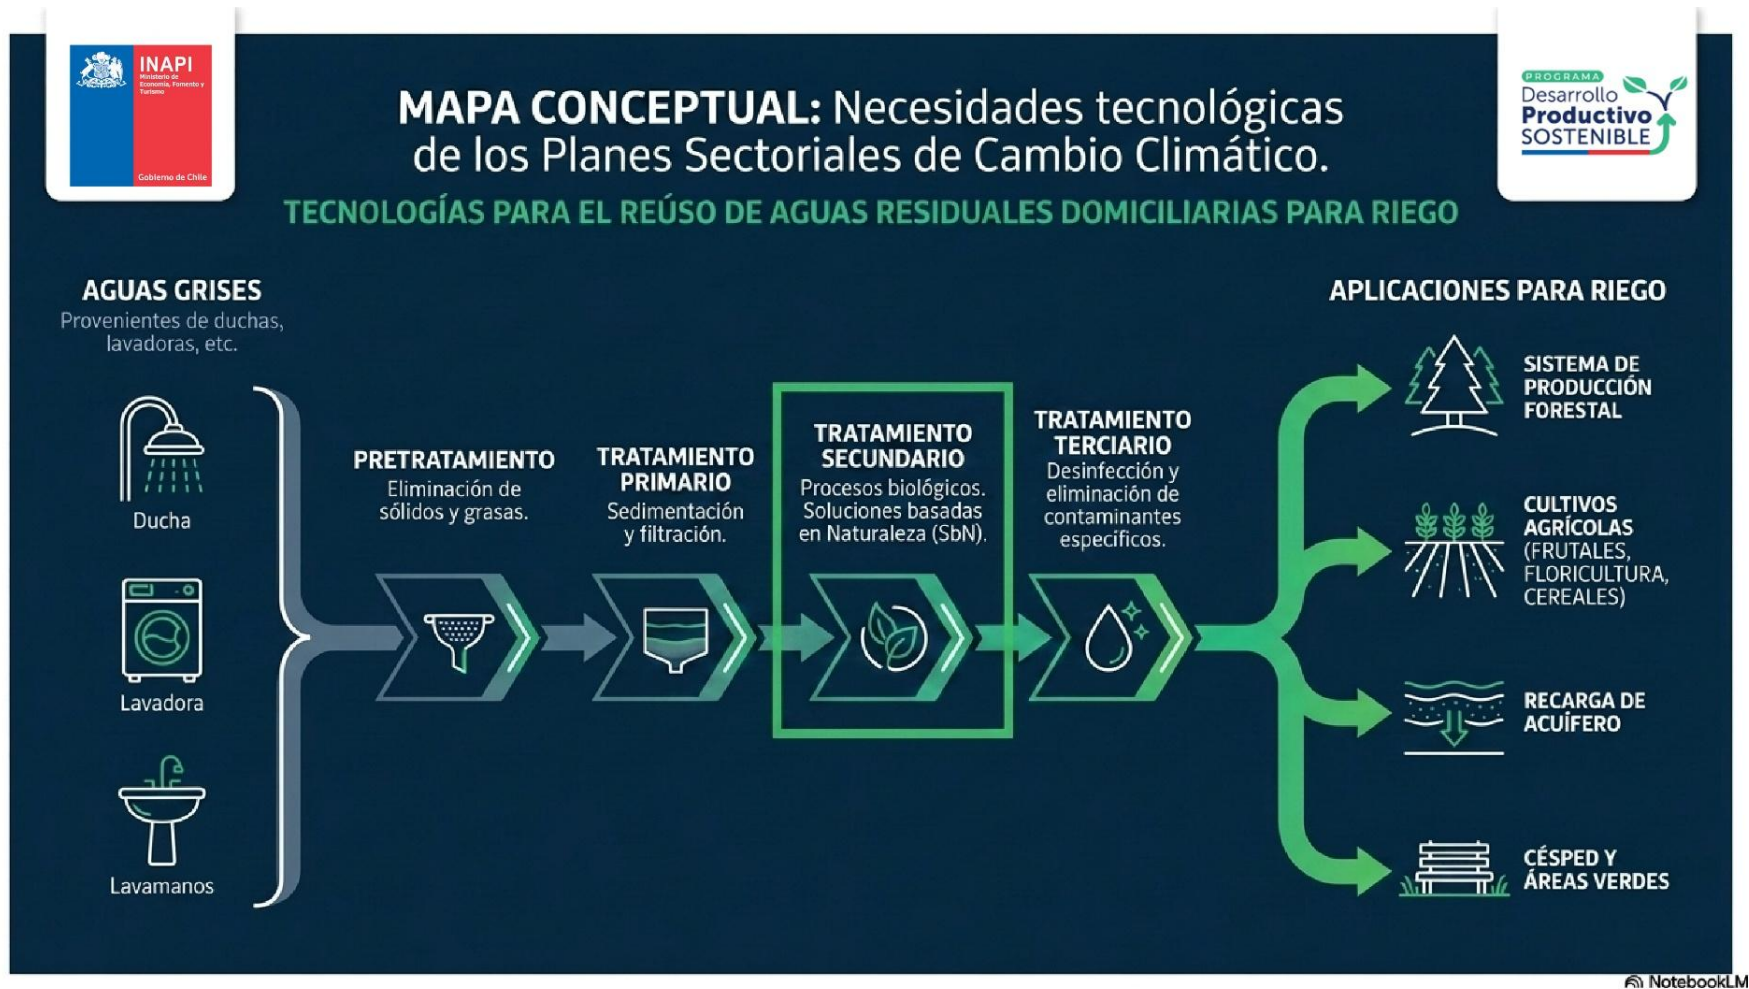 INAPI
Ministerio de
Economía, Fomento y
Turismo
Gobierno de Chile
PROGRAMA
Desarrollo
Productivo
SOSTENIBLE
MAPA CONCEPTUAL: Necesidades tecnológicas
de los Planes Sectoriales de Cambio Climático.
TECNOLOGÍAS PARA EL REÚSO DE AGUAS RESIDUALES DOMICILIARIAS PARA RIEGO
AGUAS GRISES
Provenientes de duchas,
lavadoras, etc.
Ducha
Lavadora
Lavamanos
PRETRATAMIENTO
Eliminación de
sólidos y grasas.
TRATAMIENTO
PRIMARIO
Sedimentación
y filtración.
TRATAMIENTO
SECUNDARIO
Procesos biológicos.
Soluciones basadas
en Naturaleza (SbN).
TRATAMIENTO
TERCIARIO
Desinfección y
eliminación de
contaminantes
específicos.
APLICACIONES PARA RIEGO
SISTEMA DE
PRODUCCIÓN
FORESTAL
CULTIVOS
AGRÍCOLAS
(FRUTALES,
FLORICULTURA,
CEREALES)
RECARGA DE
ACUÍFERO
CÉSPED Y
ÁREAS VERDES
NotebookLM